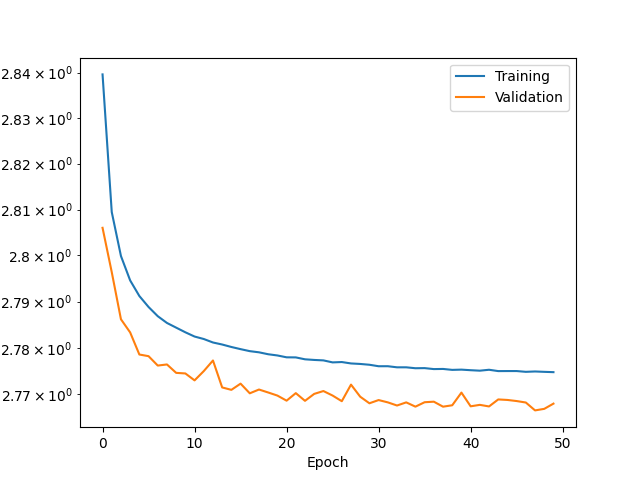 2.84 × 10⁰
2.83 × 10⁰
2.82 × 10⁰
2.81 × 10⁰
2.8 × 10⁰
2.79 × 10⁰
2.78 × 10⁰
2.77 × 10⁰
Training
Validation
0 10 20 30 40 50
Epoch